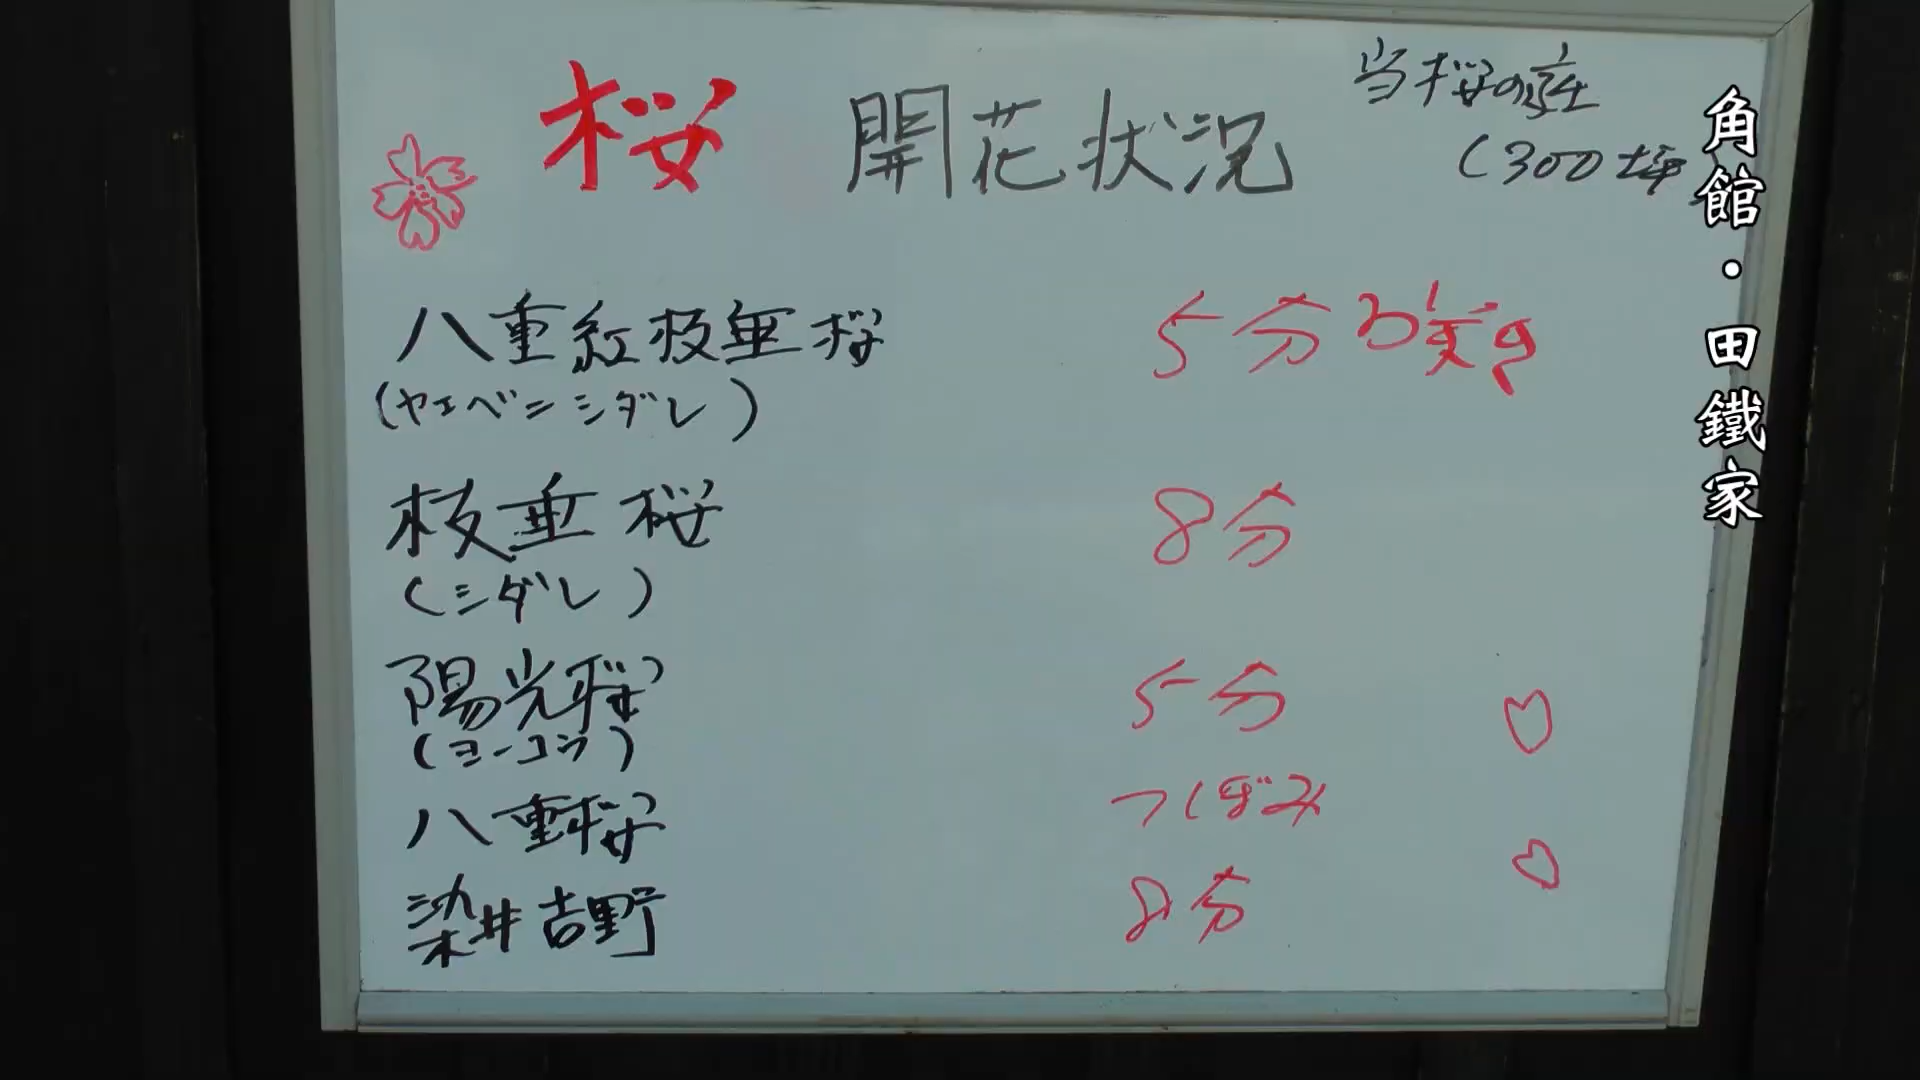 桜 開花状況
当桜の庭
(300坪)
八重紅枝垂桜 5分の咲き
(ヤエベニシダレ)
枝垂桜 8分
(シダレ)
陽光桜 5分
(ヨーコウ)
八重桜 つぼみ
染井吉野 8分
角館・田鐵家